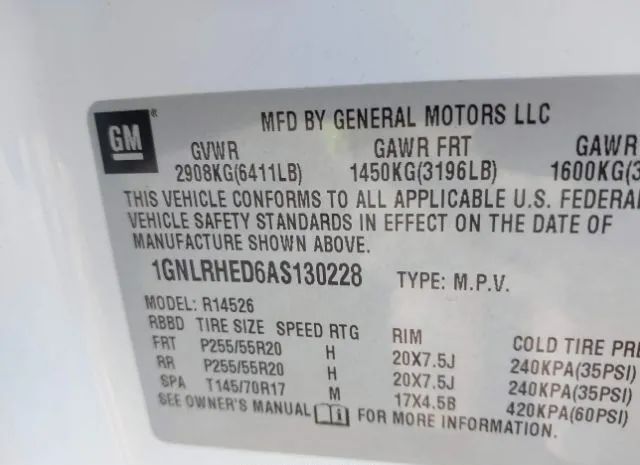 GM ®
MFD BY GENERAL MOTORS LLC
GVWR GAWR FRT GAWR
2908KG(6411LB) 1450KG(3196LB) 1600KG(3
THIS VEHICLE CONFORMS TO ALL APPLICABLE U.S. FEDERAL
VEHICLE SAFETY STANDARDS IN EFFECT ON THE DATE OF
MANUFACTURE SHOWN ABOVE.
1GNLRHED6AS130228 TYPE: M.P.V.
MODEL: R14526
RBBD TIRE SIZE SPEED RTG RIM COLD TIRE PRE
FRT P255/55R20 H 20X7.5J 240KPA(35PSI)
RR P255/55R20 H 20X7.5J 240KPA(35PSI)
SPA T145/70R17 M 17X4.5B 420KPA(60PSI)
SEE OWNER'S MANUAL i FOR MORE INFORMATION.